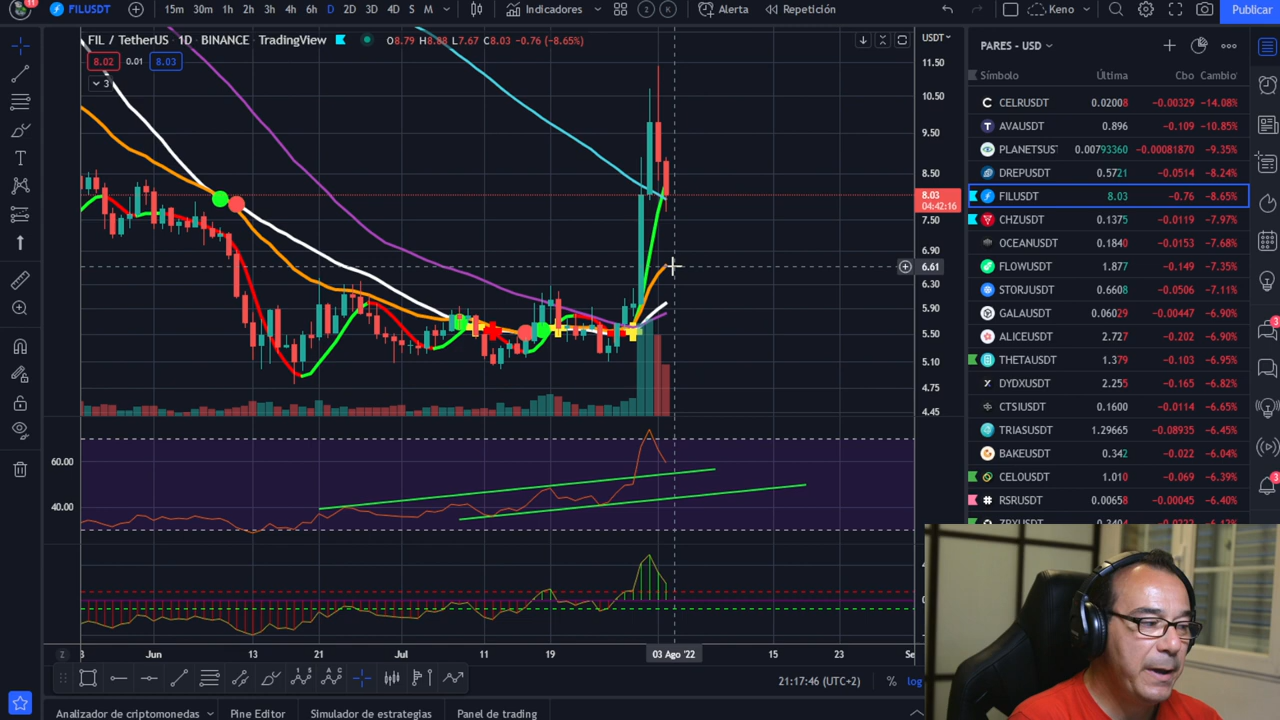 11 FILUSDT 15m 30m 1h 2h 3h 4h 6h D 2D 3D 4D S M Indicadores 2 Alerta Repetición Keno Publicar
FIL / TetherUS 1D BINANCE TradingView O8.79 H8.88 L7.67 C8.03 -0.76 (-8.65%) USDT
8.02 0.01 8.03
3
11.50
10.50
9.50
8.50
8.03
04:42:16
7.50
6.90
6.61
6.30
5.90
5.50
5.10
4.75
4.45
60.00
40.00
Z 3 Jun 13 21 Jul 11 19 03 Ago '22 15 23 Se
21:17:46 (UTC+2) % log
Analizador de criptomonedas Pine Editor Simulador de estrategias Panel de trading
PARES - USD
Símbolo Última Cbo Cambio%
CELRUSDT 0.02008 -0.00329 -14.08%
AVAUSDT 0.896 -0.109 -10.85%
PLANETSUST 0.00793360 -0.00081870 -9.35%
DREPUSDT 0.5721 -0.0514 -8.24%
FILUSDT 8.03 -0.76 -8.65%
CHZUSDT 0.1375 -0.0119 -7.97%
OCEANUSDT 0.1840 -0.0153 -7.68%
FLOWUSDT 1.877 -0.149 -7.35%
STORJUSDT 0.6608 -0.0506 -7.11%
GALAUSDT 0.06029 -0.00447 -6.90%
ALICEUSDT 2.727 -0.202 -6.90%
THETAUSDT 1.379 -0.103 -6.95%
DYDXUSDT 2.255 -0.165 -6.82%
CTSIUSDT 0.1600 -0.0114 -6.65%
TRIASUSDT 1.29665 -0.08935 -6.45%
BAKEUSDT 0.342 -0.022 -6.04%
CELOUSDT 1.010 -0.069 -6.39%
RSRUSDT 0.00658 -0.00045 -6.40%